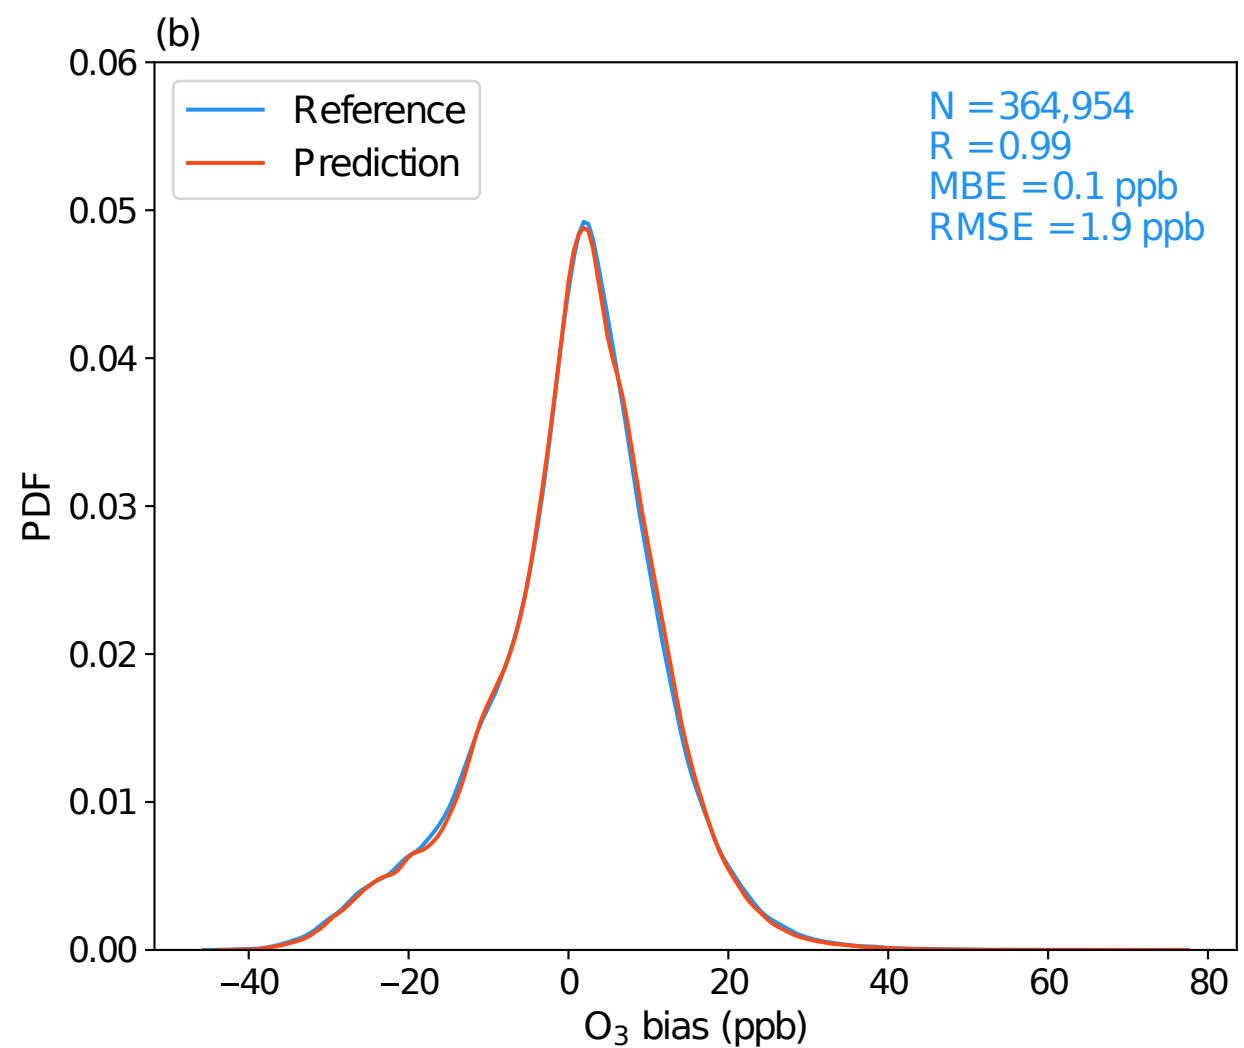 (b)
0.06
0.05
0.04
0.03
0.02
0.01
0.00
PDF
Reference
Prediction
N =364,954
R =0.99
MBE =0.1 ppb
RMSE =1.9 ppb
−40 −20 0 20 40 60 80
O₃ bias (ppb)